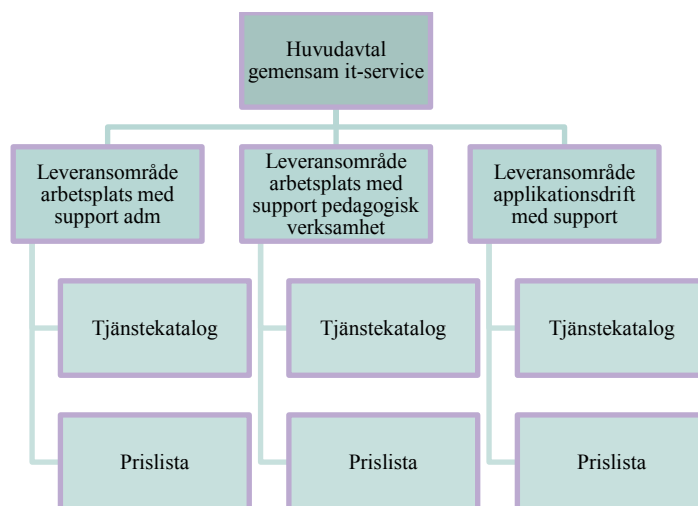 Huvudavtal
gemensam it-service
Leveransområde
arbetsplats med
support adm
Leveransområde
arbetsplats med
support pedagogisk
verksamhet
Leveransområde
applikationsdrift
med support
Tjänstekatalog
Tjänstekatalog
Tjänstekatalog
Prislista
Prislista
Prislista